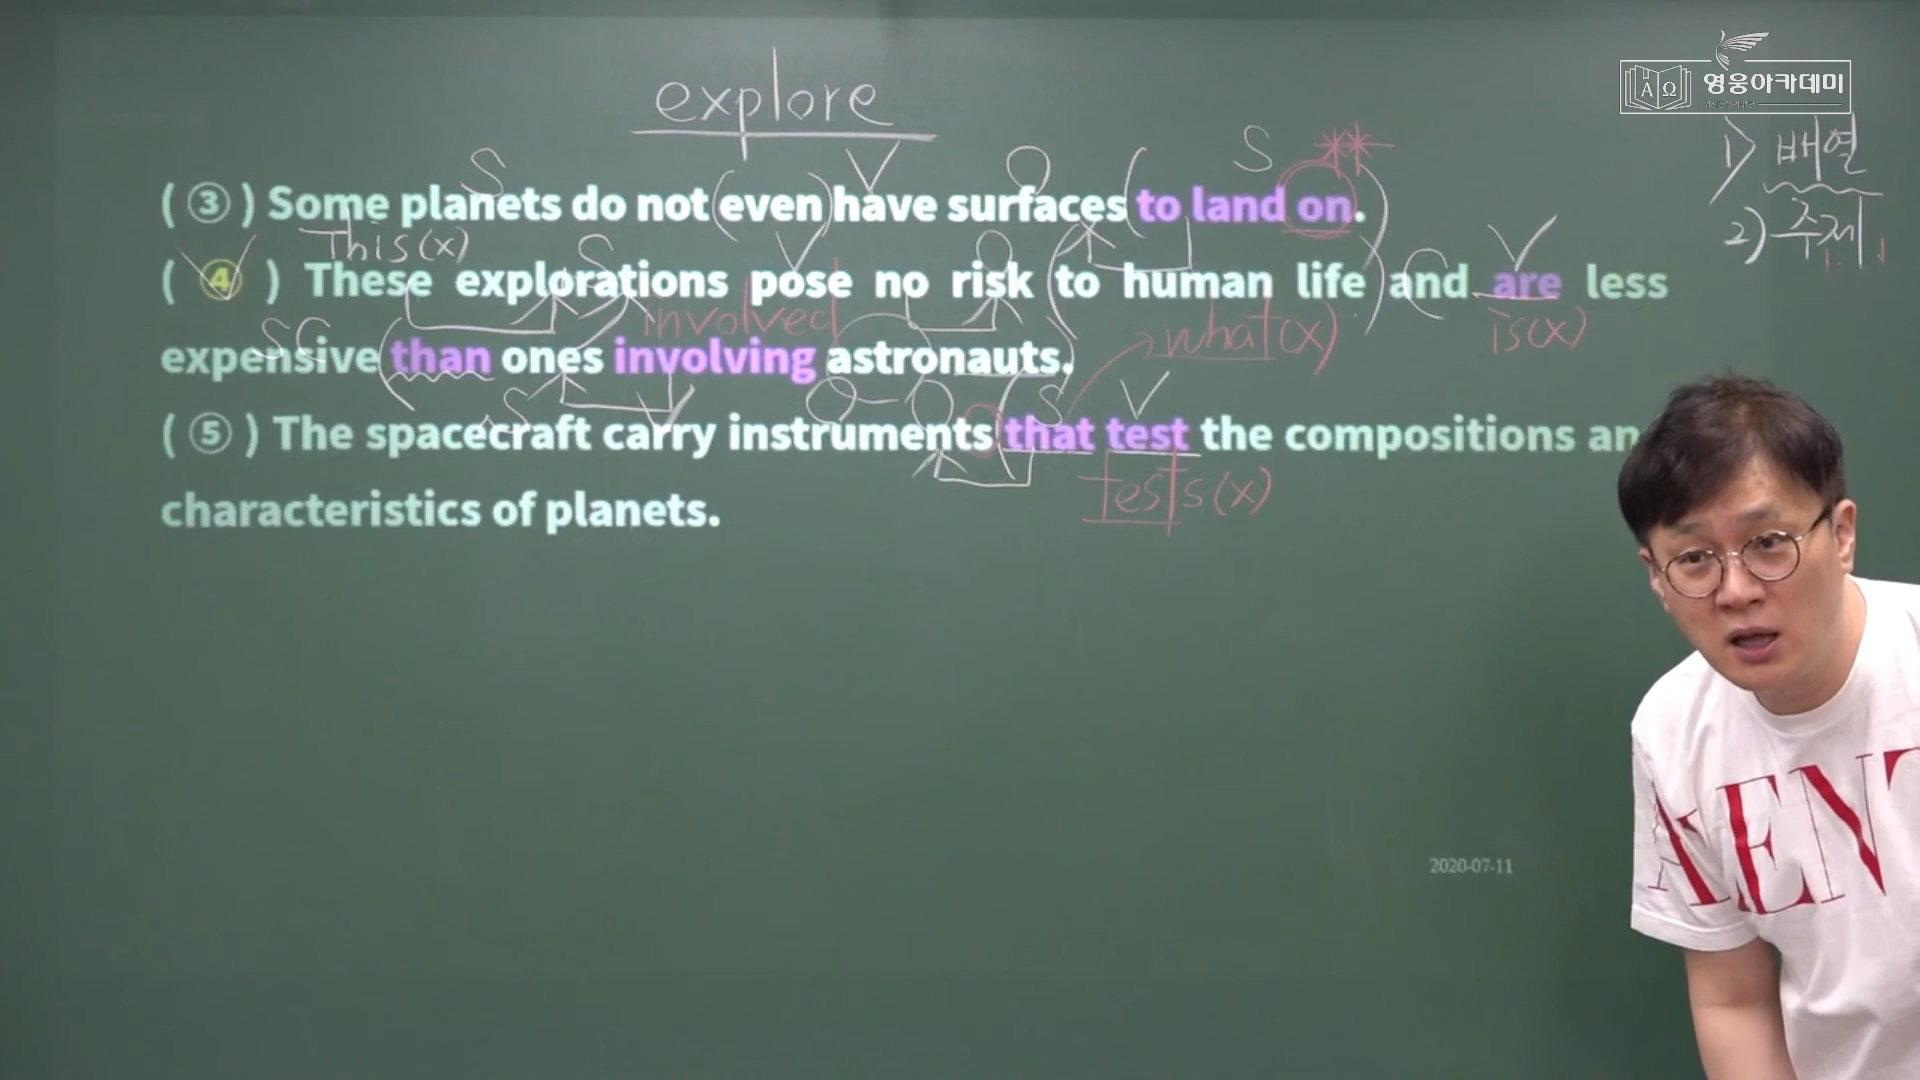 영웅아카데미
explore
1) 배열
2) 주제
S V O S **
( ③ ) Some planets do not (even) have surfaces (to land on.)
This(x) S V O V
( ④ ) These explorations pose no risk (to human life) and are less
SC involved what(x) is(x)
expensive (than ones involving astronauts.)
S V O O S V
( ⑤ ) The spacecraft carry instruments (that test the compositions an
tests(x)
characteristics of planets.
2020-07-11
AENT